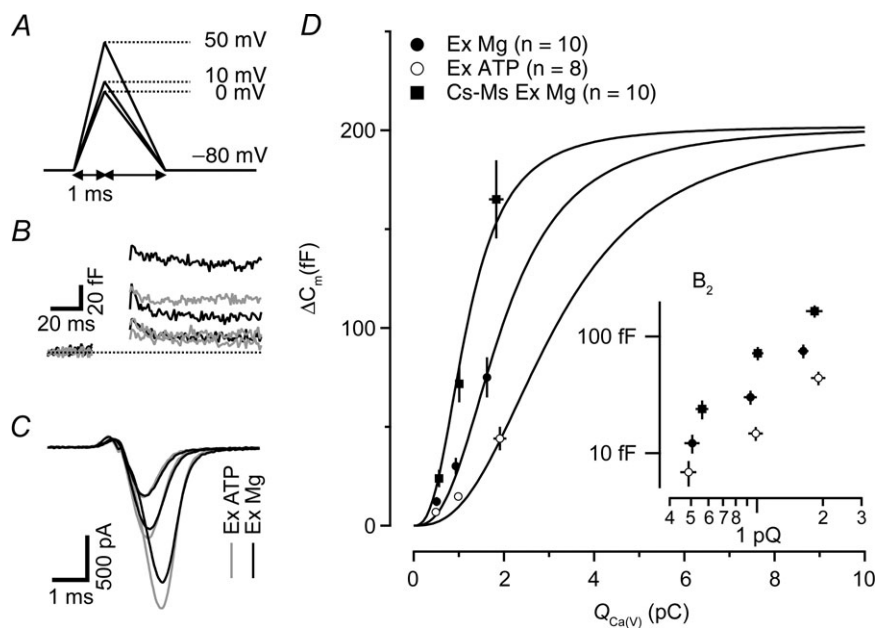 A
50 mV
10 mV
0 mV
−80 mV
1 ms
B
20 fF
20 ms
C
500 pA
1 ms
Ex ATP
Ex Mg
D
Ex Mg (n = 10)
Ex ATP (n = 8)
Cs-Ms Ex Mg (n = 10)
200
100
0
ΔCm(fF)
0
2
4
6
8
10
QCa(V) (pC)
B2
100 fF
10 fF
4 5 6 7 8 2 3
1 pQ